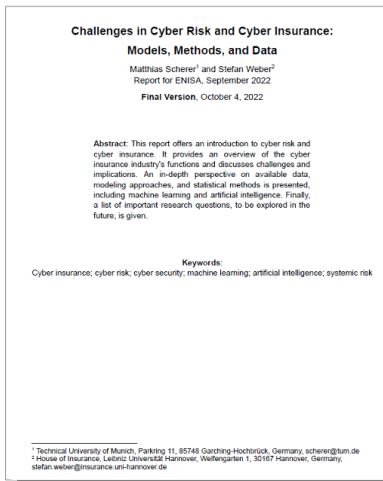 Challenges in Cyber Risk and Cyber Insurance:
Models, Methods, and Data
Matthias Scherer¹ and Stefan Weber²
Report for ENISA, September 2022
Final Version, October 4, 2022
Abstract: This report offers an introduction to cyber risk and
cyber insurance. It provides an overview of the cyber
insurance industry's functions and discusses challenges and
implications. An in-depth perspective on available data,
modeling approaches, and statistical methods is presented,
including machine learning and artificial intelligence. Finally,
a list of important research questions, to be explored in the
future, is given.
Keywords:
Cyber insurance; cyber risk; cyber security; machine learning; artificial intelligence; systemic risk
¹ Technical University of Munich, Parkring 11, 85748 Garching-Hochbrück, Germany, scherer@tum.de
² House of Insurance, Leibniz Universität Hannover, Welfengarten 1, 30167 Hannover, Germany,
stefan.weber@insurance.uni-hannover.de